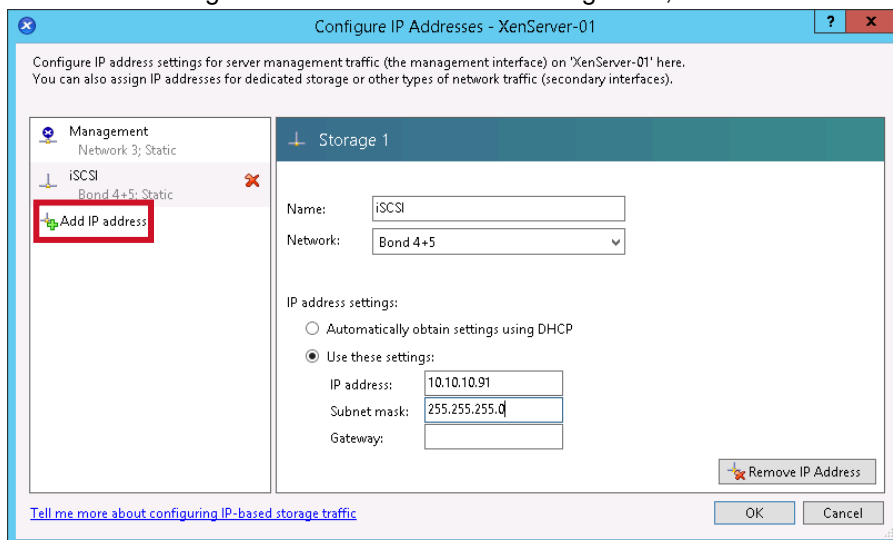 Configure IP Addresses - XenServer-01
? x
Configure IP address settings for server management traffic (the management interface) on 'XenServer-01' here.
You can also assign IP addresses for dedicated storage or other types of network traffic (secondary interfaces).
Management
Network 3; Static
iSCSI
Bond 4+5; Static
Add IP address
Storage 1
Name: iSCSI
Network: Bond 4+5
IP address settings:
Automatically obtain settings using DHCP
Use these settings:
IP address: 10.10.10.91
Subnet mask: 255.255.255.0
Gateway:
Remove IP Address
Tell me more about configuring IP-based storage traffic
OK Cancel